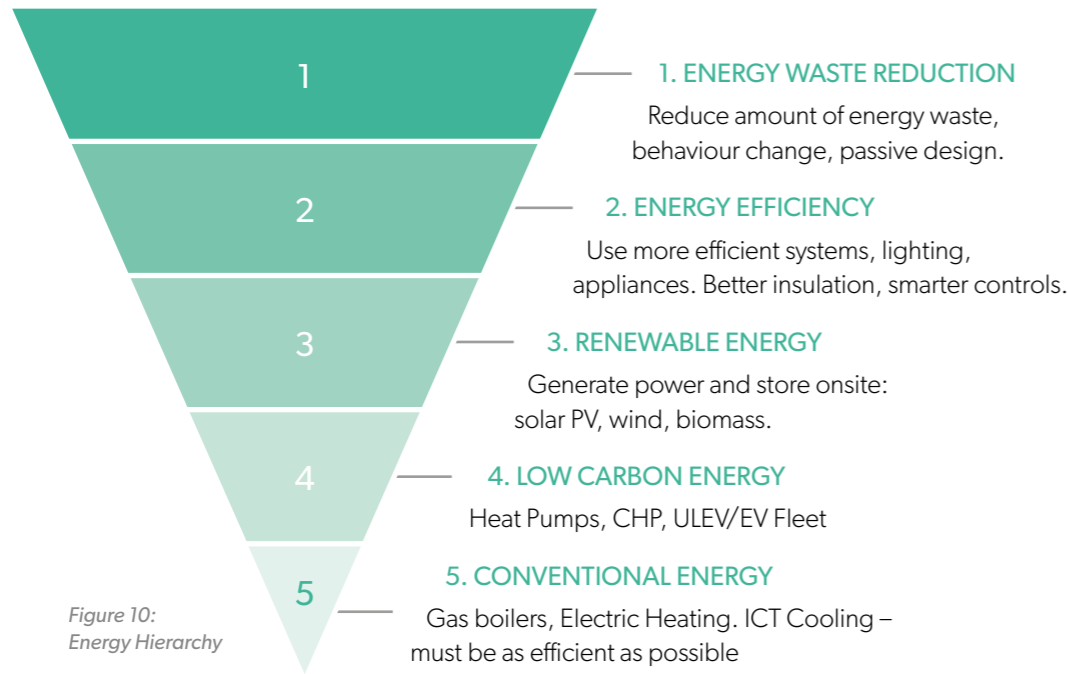 1
1. ENERGY WASTE REDUCTION
Reduce amount of energy waste,
behaviour change, passive design.
2
2. ENERGY EFFICIENCY
Use more efficient systems, lighting,
appliances. Better insulation, smarter controls.
3
3. RENEWABLE ENERGY
Generate power and store onsite:
solar PV, wind, biomass.
4
4. LOW CARBON ENERGY
Heat Pumps, CHP, ULEV/EV Fleet
5
5. CONVENTIONAL ENERGY
Gas boilers, Electric Heating. ICT Cooling –
must be as efficient as possible
Figure 10:
Energy Hierarchy